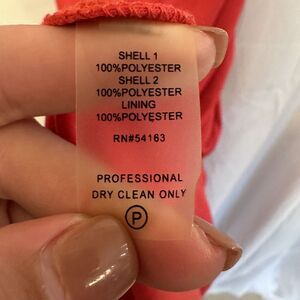 SHELL 1
100%POLYESTER
SHELL 2
100%POLYESTER
LINING
100%POLYESTER
RN#54163
PROFESSIONAL
DRY CLEAN ONLY
P